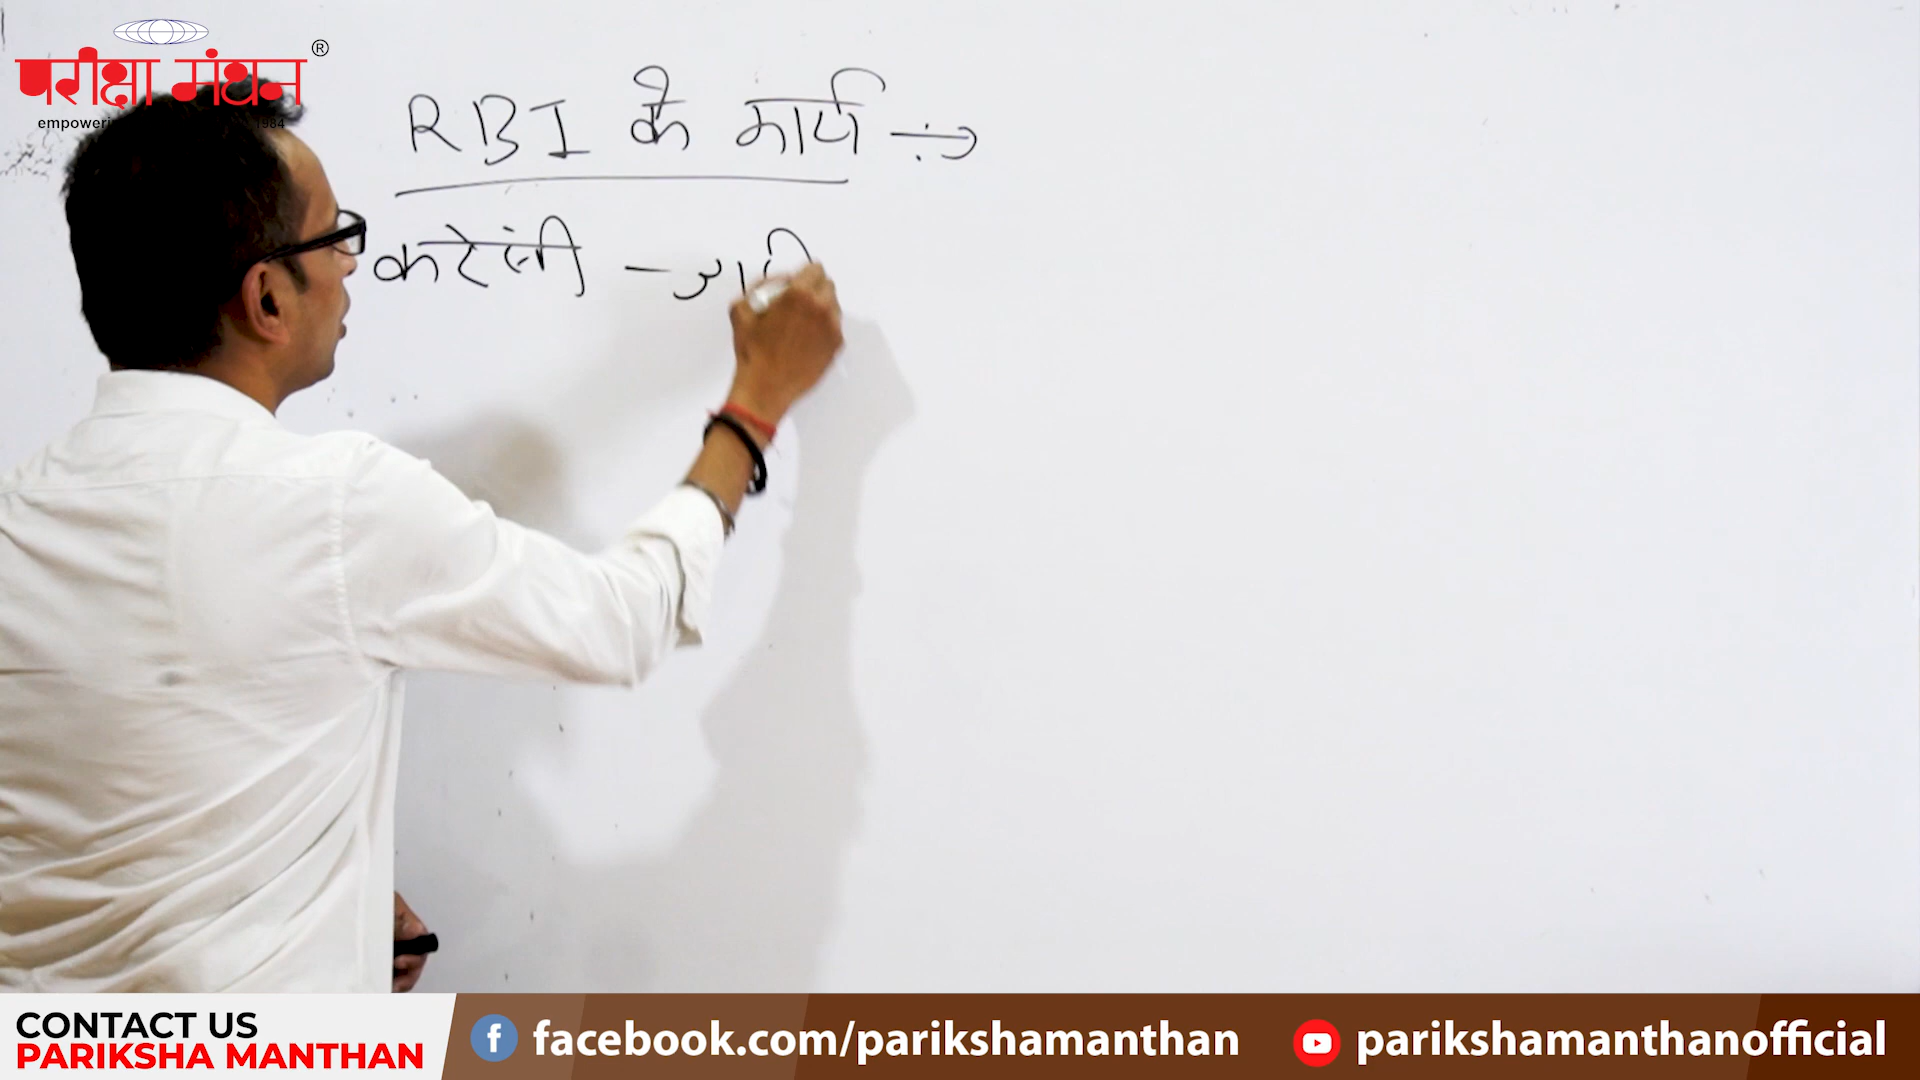 परीक्षा मंथन ®
RBI के कार्य ÷→
करेंसी - जारी
CONTACT US
PARIKSHA MANTHAN
facebook.com/parikshamanthan
parikshamanthanofficial